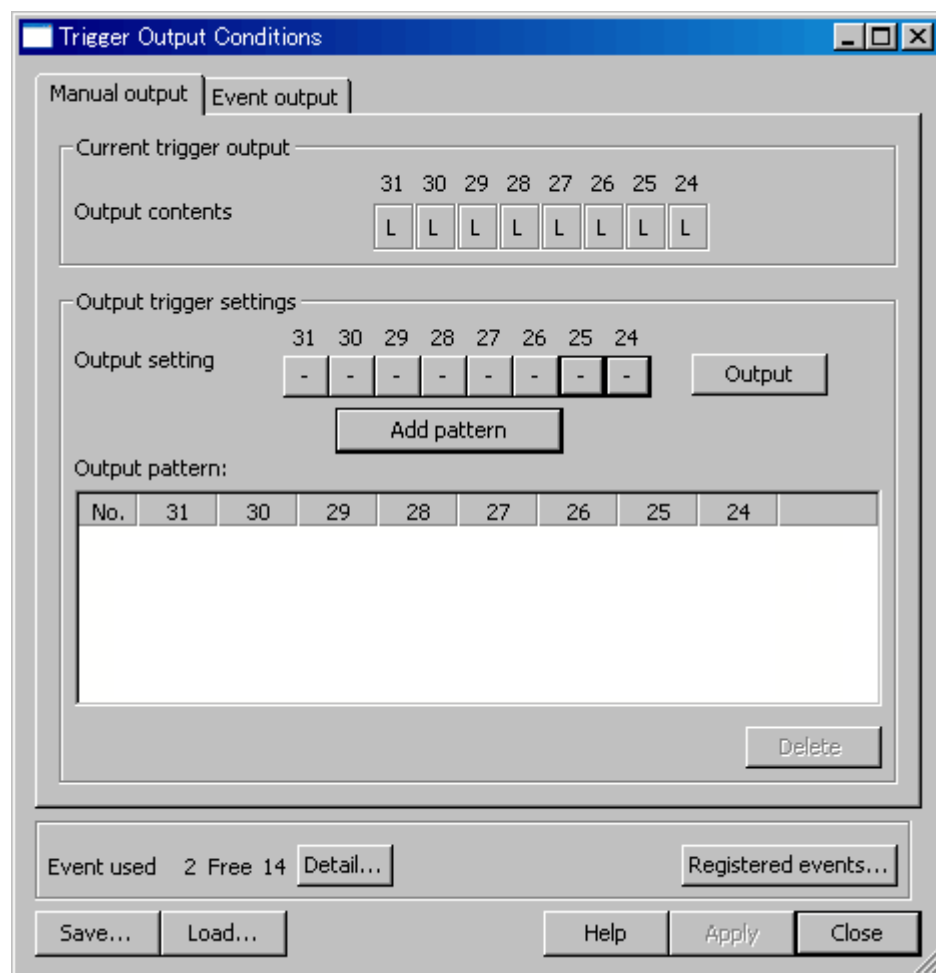 Trigger Output Conditions
Manual output Event output
Current trigger output
31 30 29 28 27 26 25 24
Output contents L L L L L L L L
Output trigger settings
31 30 29 28 27 26 25 24
Output setting - - - - - - - - Output
Add pattern
Output pattern:
No. 31 30 29 28 27 26 25 24
Delete
Event used 2 Free 14 Detail... Registered events...
Save... Load... Help Apply Close